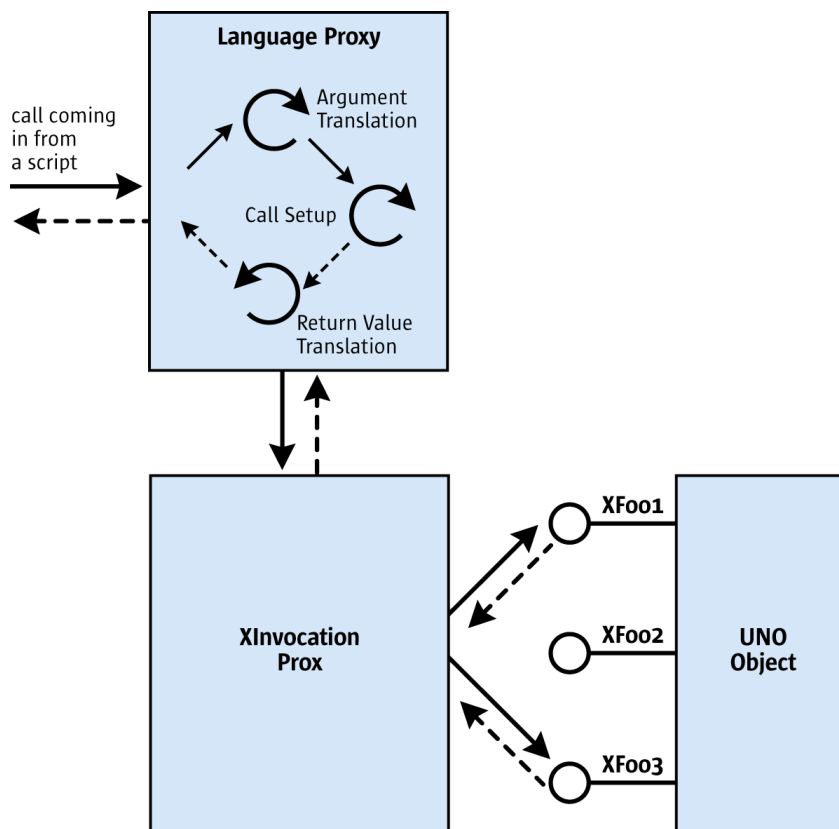 Language Proxy
call coming
in from
a script
Argument
Translation
Call Setup
Return Value
Translation
XInvocation
Prox
XFoo1
XFoo2
XFoo3
UNO
Object